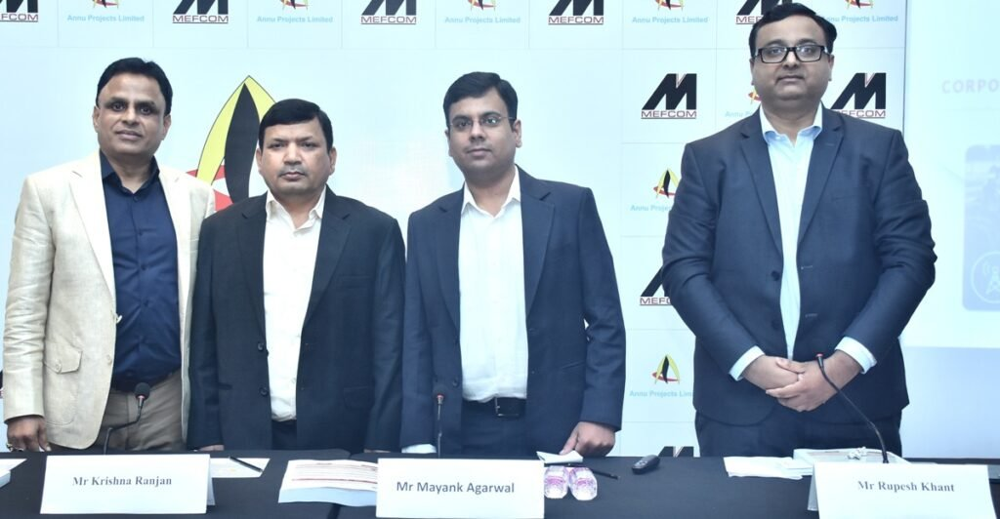 MEFCOM
Annu Projects Limited
MEFCOM
Annu Projects Limited
MEFCOM
Annu Projects Limited
MEFCOM
Annu Projects Limited
MEFCOM
CORPO
Annu Projects Limited
Annu Projects Limited
MEFCOM
MEFCOM
Annu Projects Limited
Mr Krishna Ranjan
Mr Mayank Agarwal
Mr Rupesh Khant